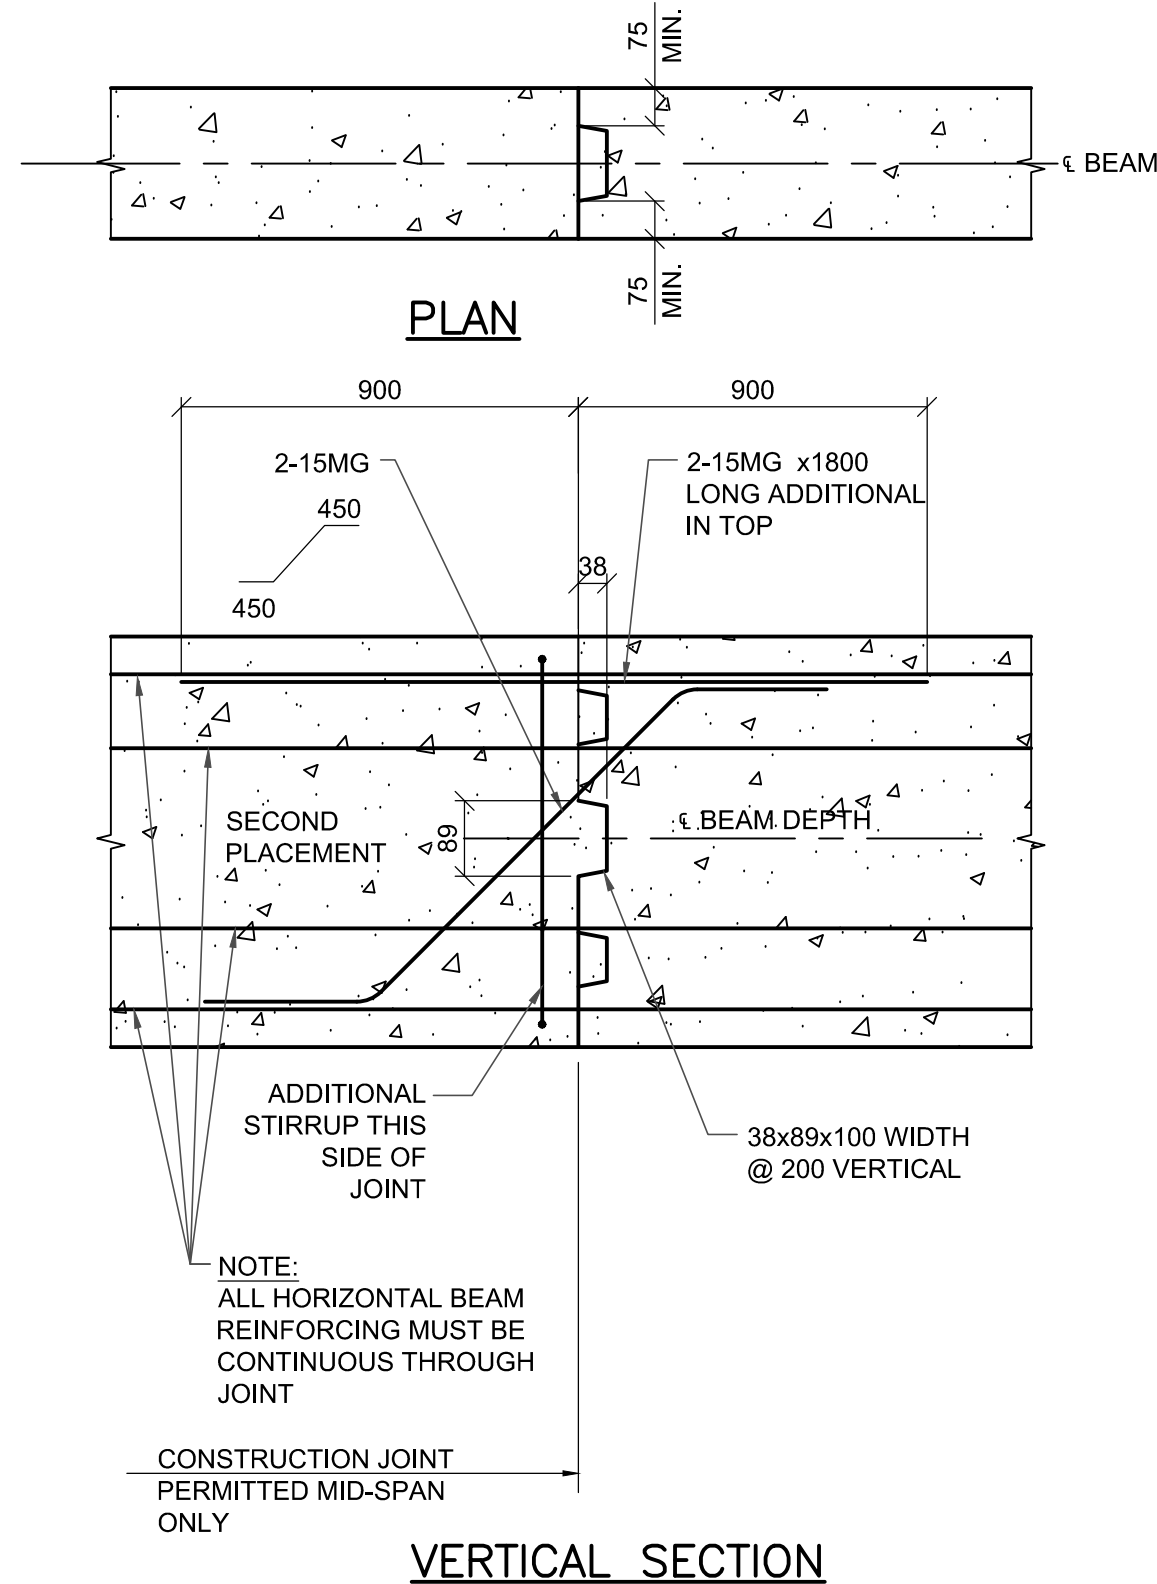 75
MIN.
℄ BEAM
75
MIN.
PLAN
900
900
2-15MG
450
450
2-15MG x1800
LONG ADDITIONAL
IN TOP
38
SECOND
PLACEMENT
89
℄ BEAM DEPTH
ADDITIONAL
STIRRUP THIS
SIDE OF
JOINT
38x89x100 WIDTH
@ 200 VERTICAL
NOTE:
ALL HORIZONTAL BEAM
REINFORCING MUST BE
CONTINUOUS THROUGH
JOINT
CONSTRUCTION JOINT
PERMITTED MID-SPAN
ONLY
VERTICAL SECTION